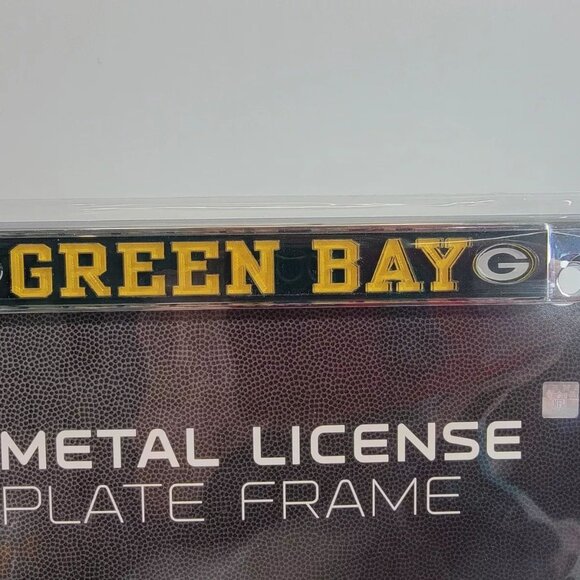 GREEN BAY G
METAL LICENSE
PLATE FRAME